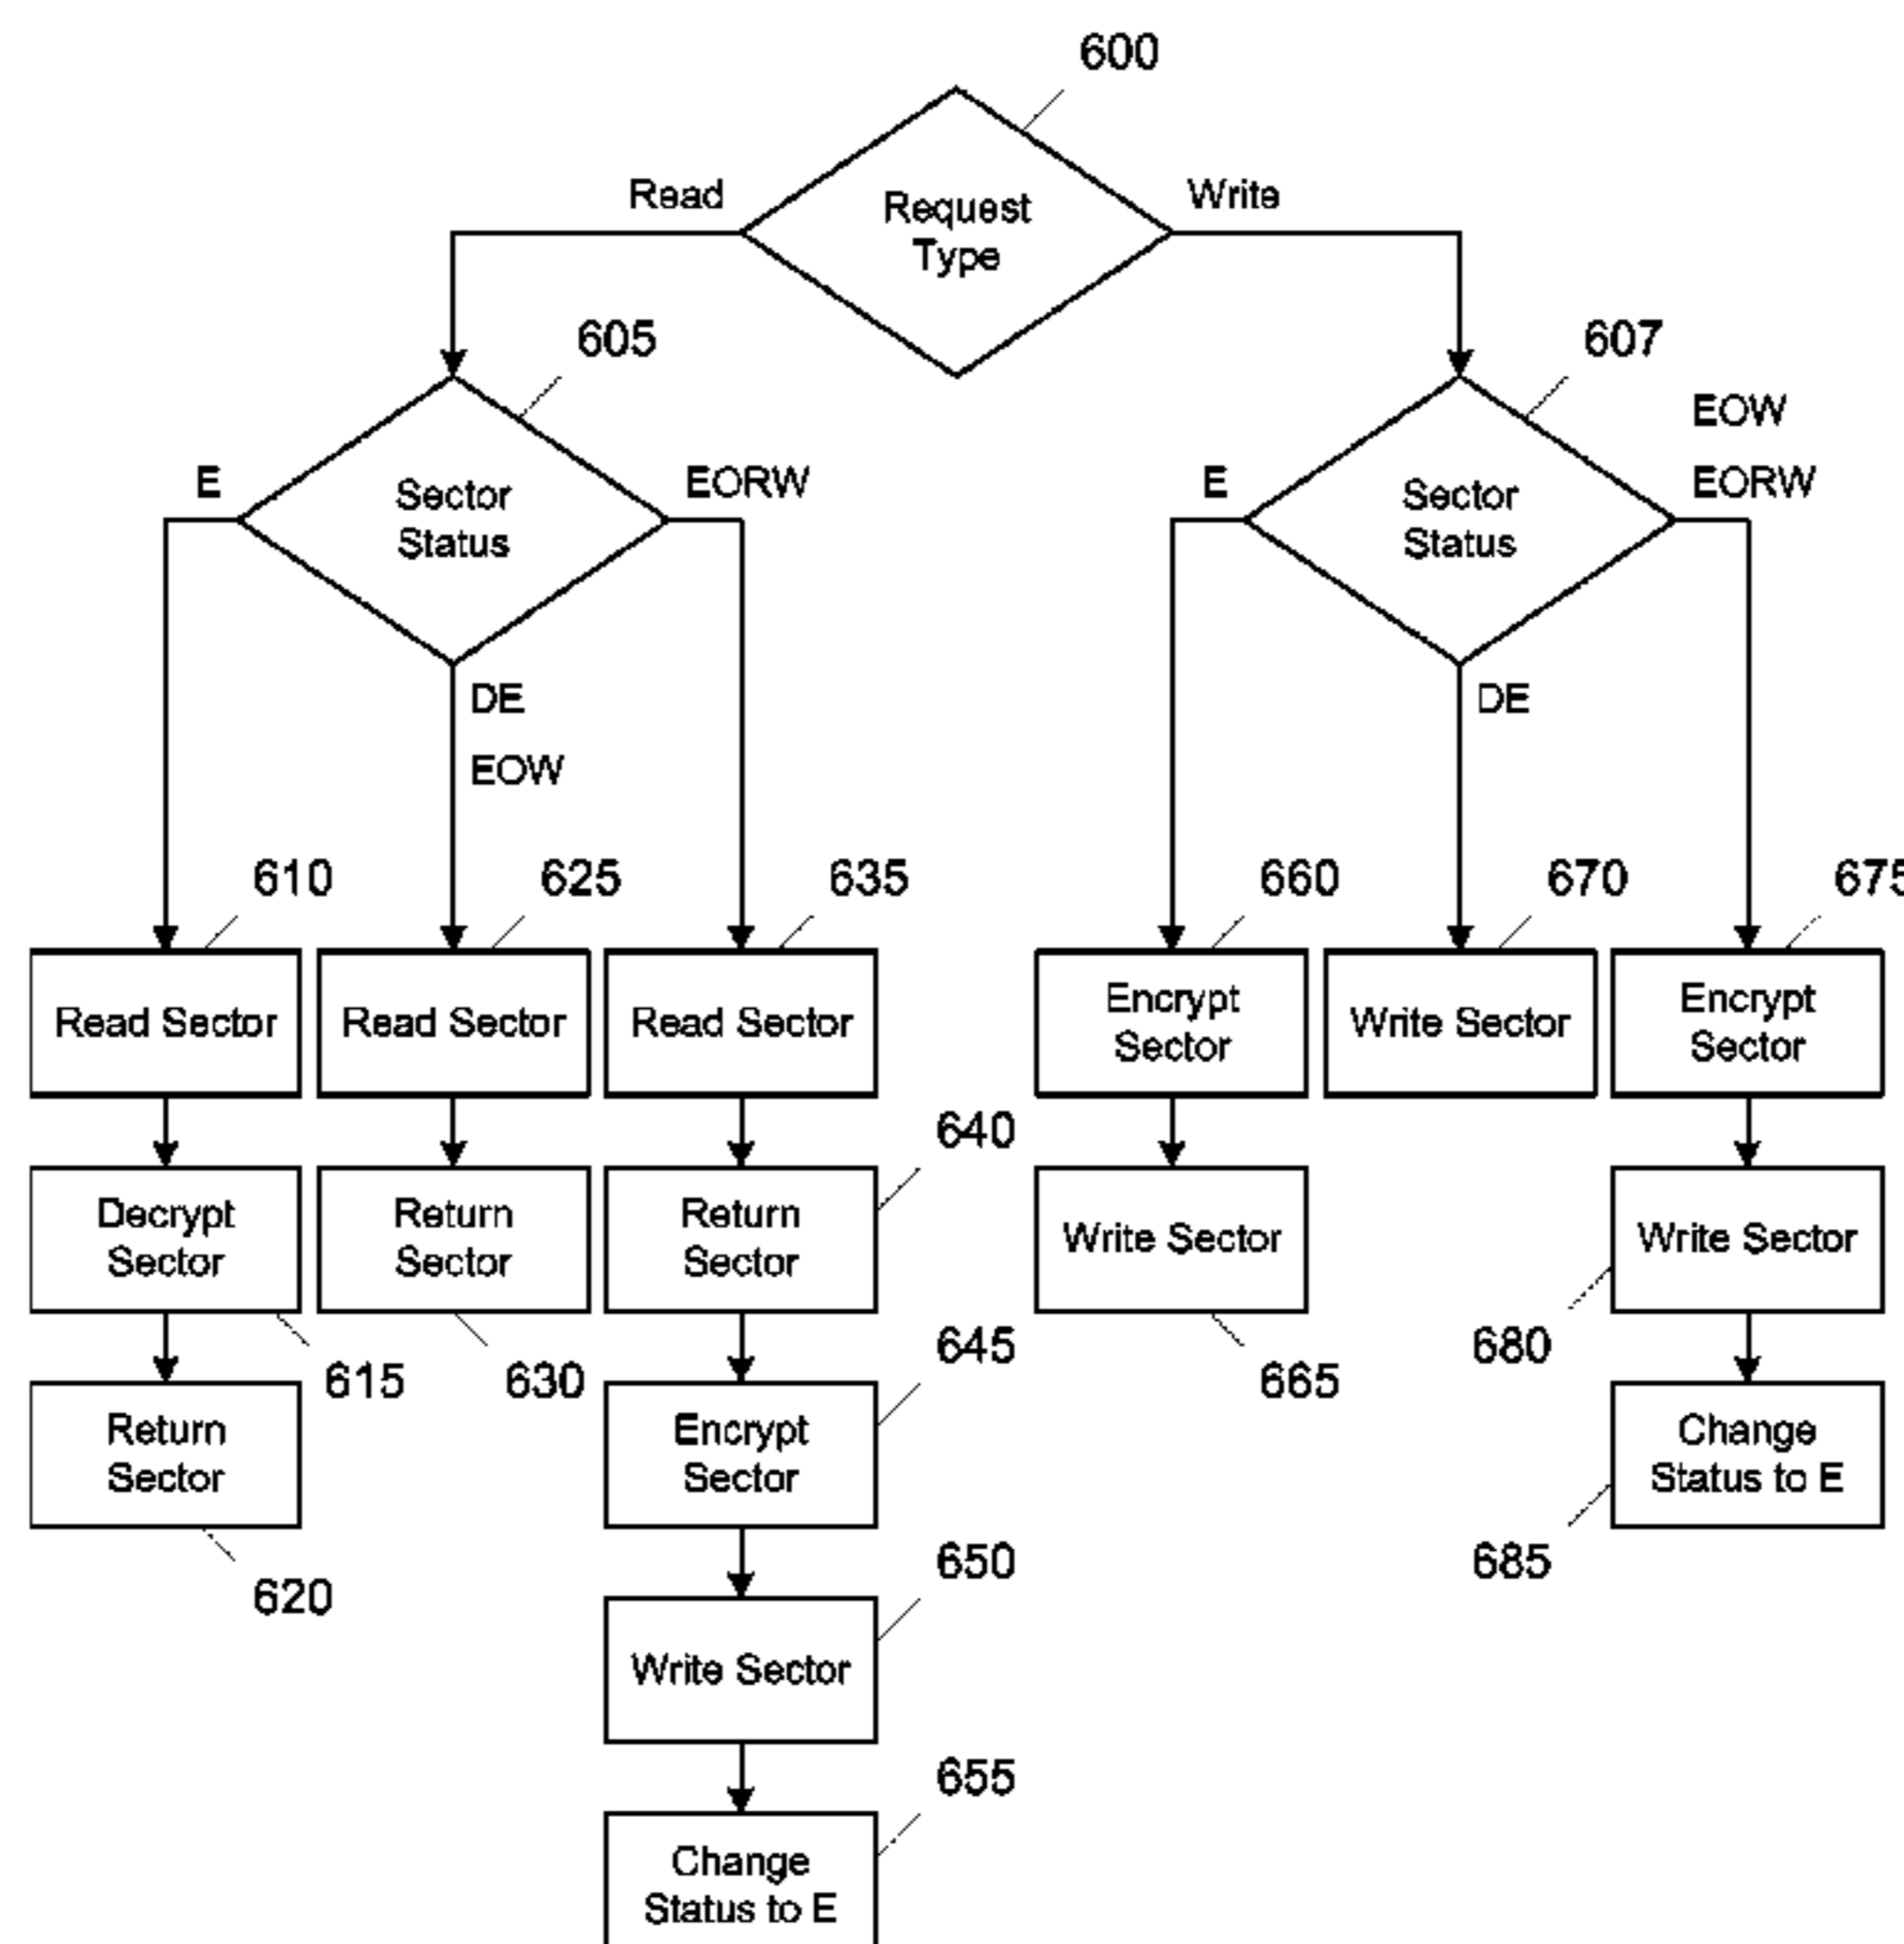 600
Read
Write
Request
Type
605
607
EOW
E
Sector
Status
EORW
E
Sector
Status
EORW
DE
EOW
DE
610
625
635
660
670
675
Read Sector
Read Sector
Read Sector
Encrypt
Sector
Write Sector
Encrypt
Sector
640
Decrypt
Sector
Return
Sector
Return
Sector
Write Sector
Write Sector
645
680
615
630
665
Return
Sector
Encrypt
Sector
Change
Status to E
650
685
620
Write Sector
655
Change
Status to E